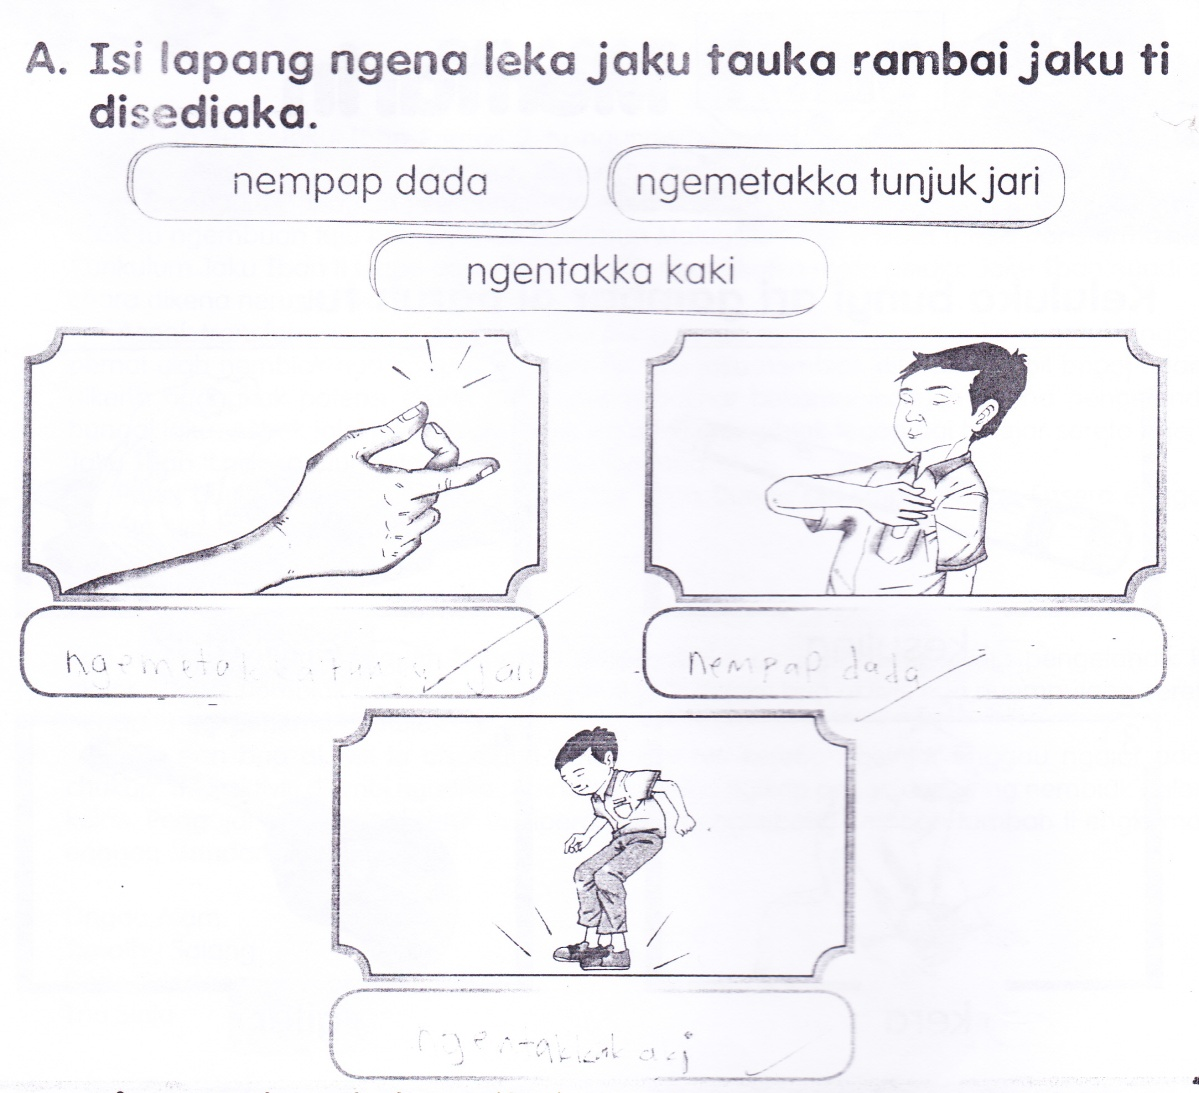 A. Isi lapang ngena leka jaku tauka rambai jaku ti
disediaka.
nempap dada
ngemetakka tunjuk jari
ngentakka kaki
jari
nempap dada